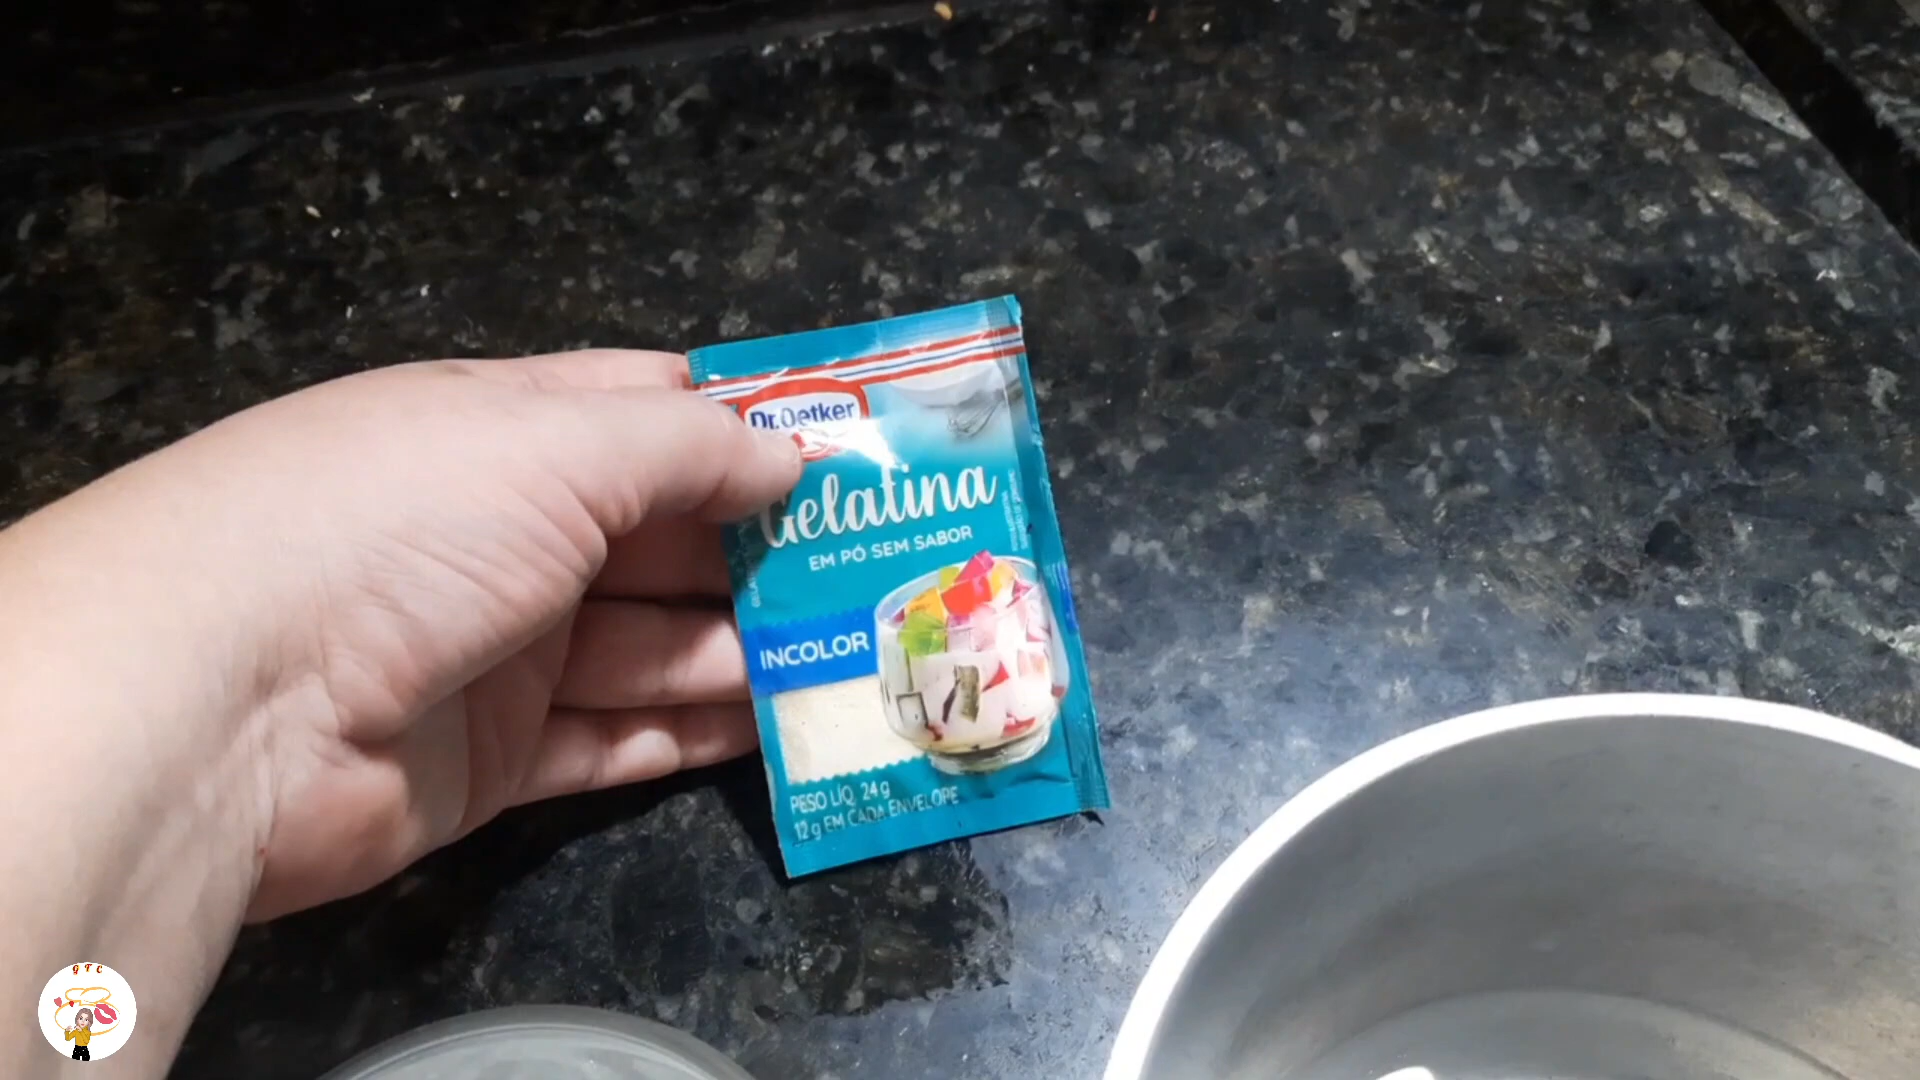 Dr. Oetker
Gelatina
EM PÓ SEM SABOR
INCOLOR
PESO LÍQ. 24 g
12 g EM CADA ENVELOPE
G T C